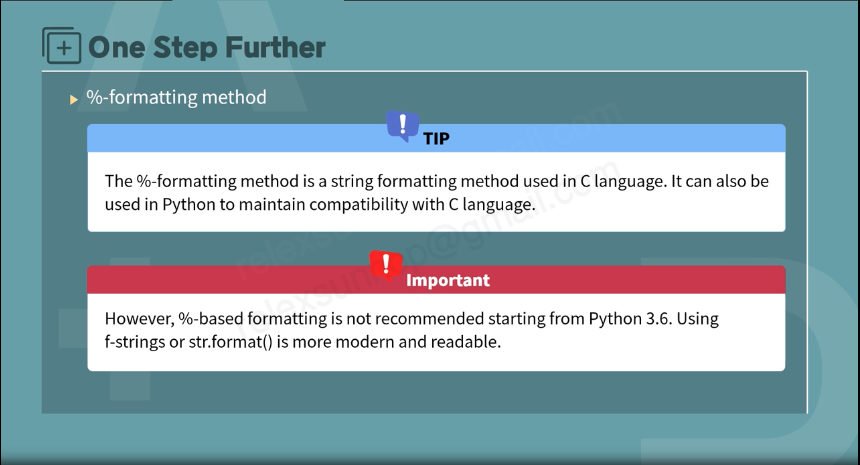 One Step Further
%-formatting method
TIP
The %-formatting method is a string formatting method used in C language. It can also be
used in Python to maintain compatibility with C language.
Important
However, %-based formatting is not recommended starting from Python 3.6. Using
f-strings or str.format() is more modern and readable.